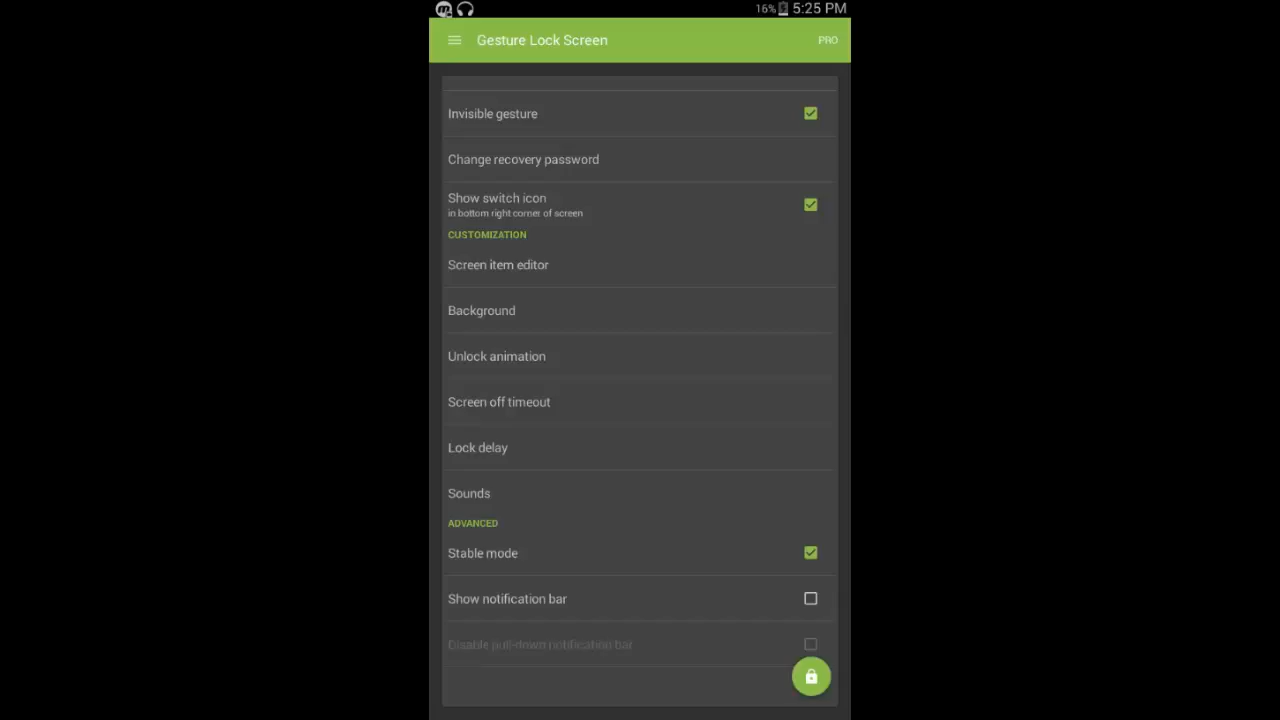 16% 5:25 PM
Gesture Lock Screen PRO
Invisible gesture
Change recovery password
Show switch icon
in bottom right corner of screen
CUSTOMIZATION
Screen item editor
Background
Unlock animation
Screen off timeout
Lock delay
Sounds
ADVANCED
Stable mode
Show notification bar
Disable pull-down notification bar